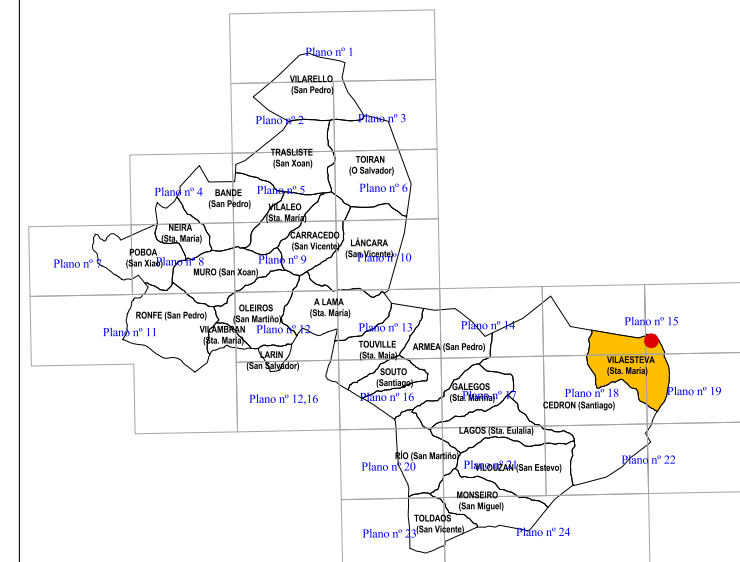 Plano nº 1
VILARELLO
(San Pedro)
Plano nº 2
Plano nº 3
TRASLISTE
(San Xoan)
TOIRAN
(O Salvador)
Plano nº 4
BANDE
(San Pedro)
Plano nº 5
Plano nº 6
VILALEO
(Sta. Maria)
NEIRA
(Sta. Maria)
CARRACEDO
(San Vicente)
LÁNCARA
(San Vicente)
Plano nº 7
POBOA
(San Xiao)
Plano nº 8
MURO (San Xoan)
Plano nº 9
Plano nº 10
RONFE (San Pedro)
OLEIROS
(San Martiño)
A LAMA
(Sta. Maria)
Plano nº 11
VILAMBRAN
(Sta. Maria)
Plano nº 12
Plano nº 13
Plano nº 14
Plano nº 15
LARIN
(San Salvador)
TOUVILLE
(Sta. Maia)
ARMEA (San Pedro)
VILAESTEVA
(Sta. Maria)
SOUTO
(Santiago)
Plano nº 12,16
Plano nº 16
GALEGOS
(Sta. Mariña)
Plano nº 17
Plano nº 18
Plano nº 19
CEDRON (Santiago)
LAGOS (Sta. Eulalia)
RÍO (San Martiño)
Plano nº 20
Plano nº 21
VILOUZAN (San Estevo)
Plano nº 22
MONSEIRO
(San Miguel)
TOLDAOS
(San Vicente)
Plano nº 23
Plano nº 24